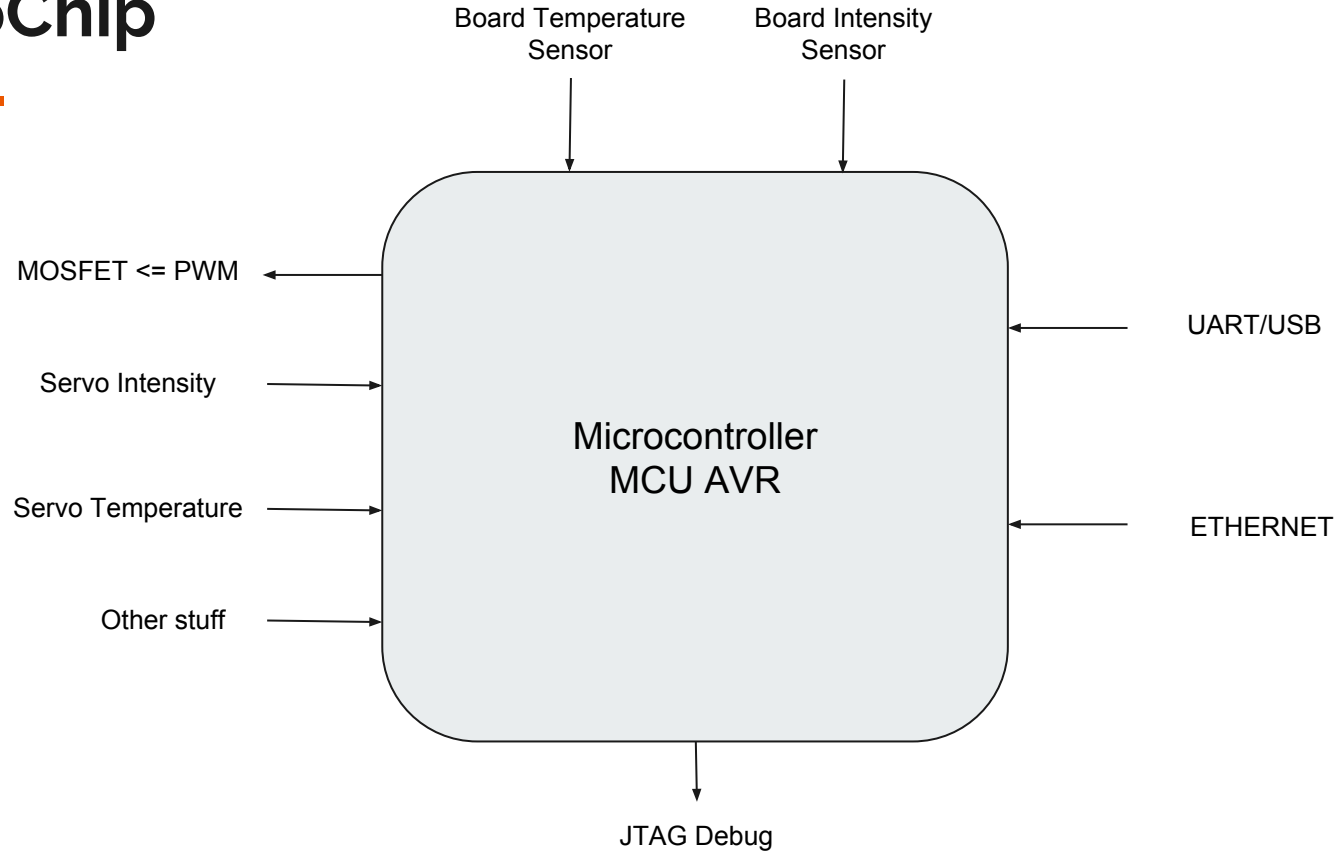 Board Temperature
Sensor
Board Intensity
Sensor
MOSFET <= PWM
UART/USB
Servo Intensity
Microcontroller
MCU AVR
Servo Temperature
ETHERNET
Other stuff
JTAG Debug